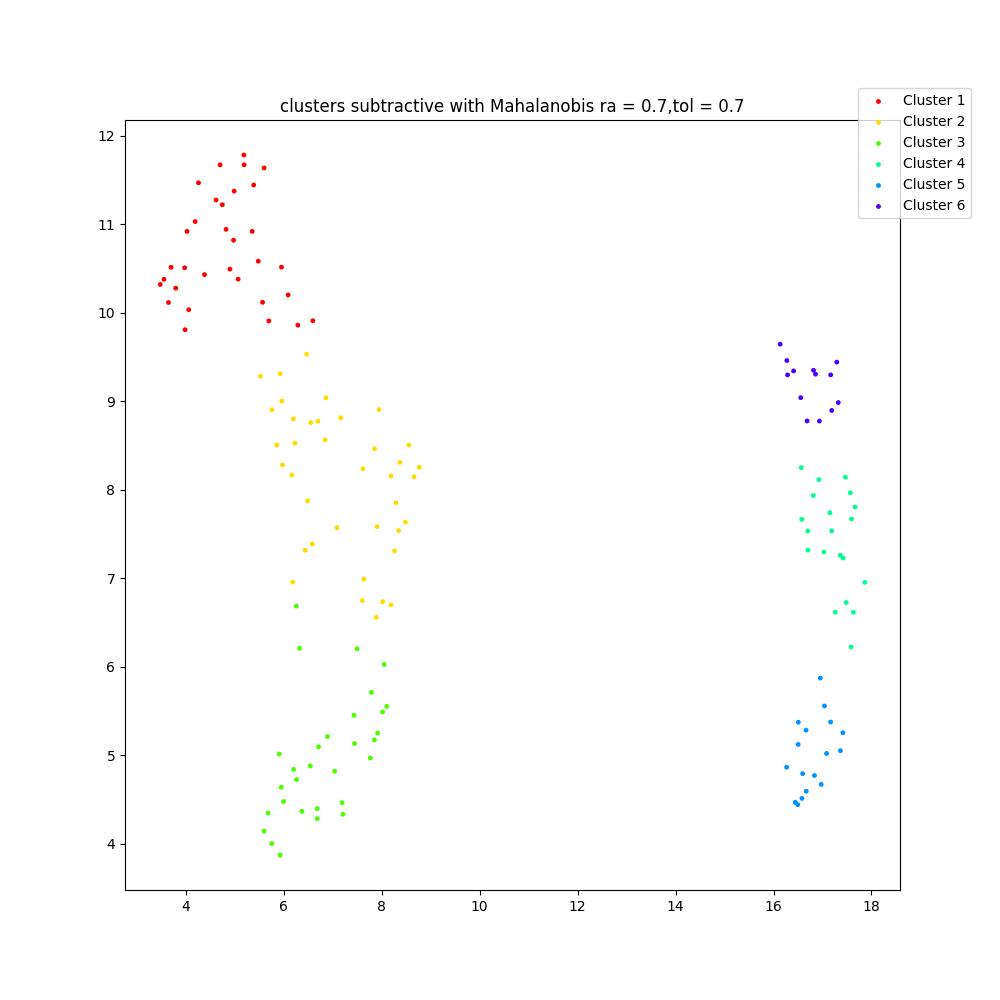 clusters subtractive with Mahalanobis ra = 0.7,tol = 0.7
Cluster 1
Cluster 2
Cluster 3
Cluster 4
Cluster 5
Cluster 6
12
11
10
9
8
7
6
5
4
4 6 8 10 12 14 16 18